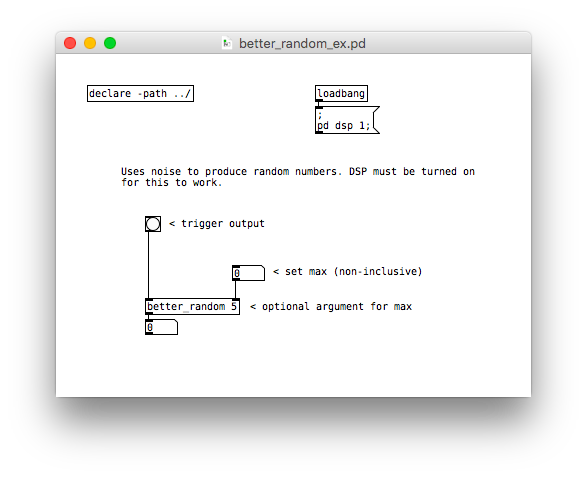 better_random_ex.pd
declare -path ../
loadbang
;
pd dsp 1;
Uses noise to produce random numbers. DSP must be turned on
for this to work.
< trigger output
0
< set max (non-inclusive)
better_random 5
< optional argument for max
0